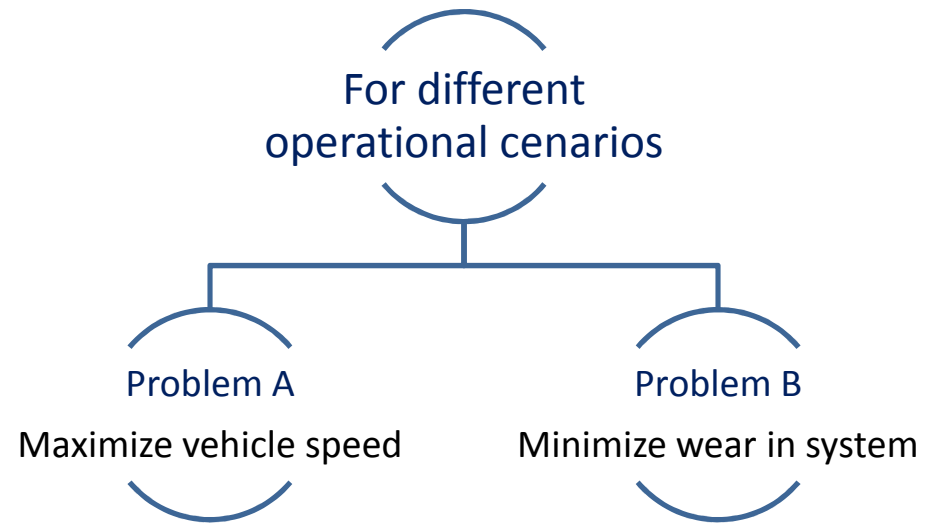 For different
operational cenarios
Problem A
Maximize vehicle speed
Problem B
Minimize wear in system